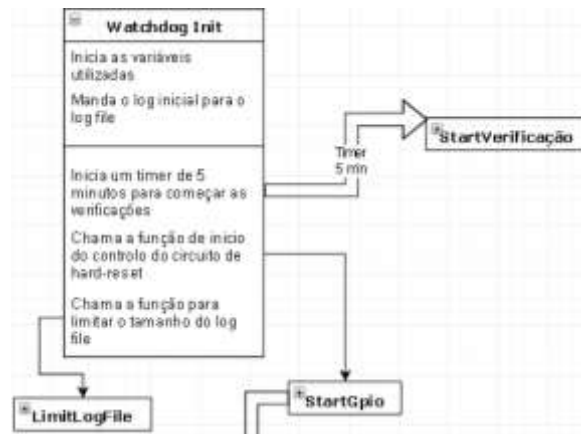 Watchdog Init
Inicia as variáveis
utilizadas
Manda o log inicial para o
log file
Inicia um timer de 5
minutos para começar as
verificações
Chama a função de inicio
do controlo do circuito de
hard-reset
Chama a função para
limitar o tamanho do log
file
Timer
5 min
StartVerificação
LimitLogFile
StartGpio